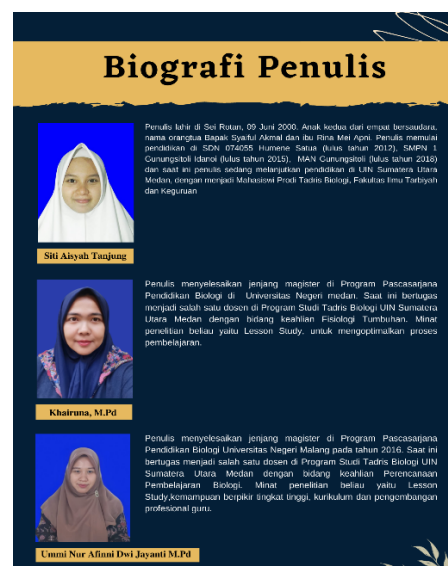 Biografi Penulis
Penulis lahir di Sei Rotan, 09 Juni 2000. Anak kedua dari empat bersaudara,
nama orangtua Bapak Syaiful Akmal dan ibu Rina Mei Apni. Penulis memulai
pendidikan di SDN 074055 Humene Satua (lulus tahun 2012), SMPN 1
Gunungsitoli Idanoi (lulus tahun 2015), MAN Gunungsitoli (lulus tahun 2018)
dan saat ini penulis sedang melanjutkan pendidikan di UIN Sumatera Utara
Medan, dengan menjadi Mahasiswi Prodi Tadris Biologi, Fakultas Ilmu Tarbiyah
dan Keguruan
Siti Aisyah Tanjung
Penulis menyelesaikan jenjang magister di Program Pascasarjana
Pendidikan Biologi di Universitas Negeri medan. Saat ini bertugas
menjadi salah satu dosen di Program Studi Tadris Biologi UIN Sumatera
Utara Medan dengan bidang keahlian Fisiologi Tumbuhan. Minat
penelitian beliau yaitu Lesson Study. untuk mengoptimalkan proses
pembelajaran.
Khairuna, M.Pd
Penulis menyelesaikan jenjang magister di Program Pascasarjana
Pendidikan Biologi Universitas Negeri Malang pada tahun 2016. Saat ini
bertugas menjadi salah satu dosen di Program Studi Tadris Biologi UIN
Sumatera Utara Medan dengan bidang keahlian Perencanaan
Pembelajaran Biologi. Minat penelitian beliau yaitu Lesson
Study,kemampuan berpikir tingkat tinggi, kurikulum dan pengembangan
profesional guru.
Ummi Nur Afinni Dwi Jayanti M.Pd